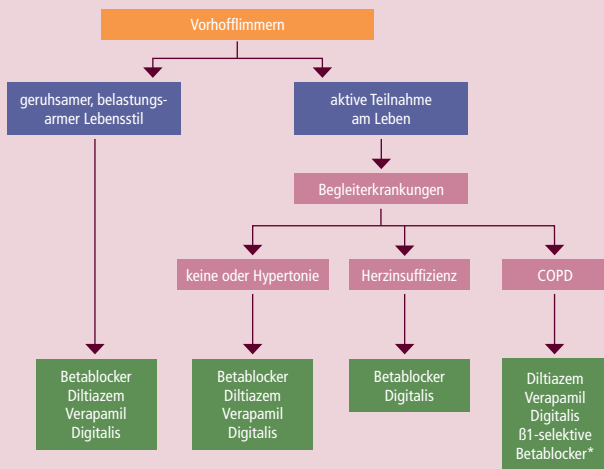 Vorhofflimmern
geruhsamer, belastungs-
armer Lebensstil
aktive Teilnahme
am Leben
Begleiterkrankungen
keine oder Hypertonie
Herzinsuffizienz
COPD
Betablocker
Diltiazem
Verapamil
Digitalis
Betablocker
Diltiazem
Verapamil
Digitalis
Betablocker
Digitalis
Diltiazem
Verapamil
Digitalis
ß1-selektive
Betablocker*